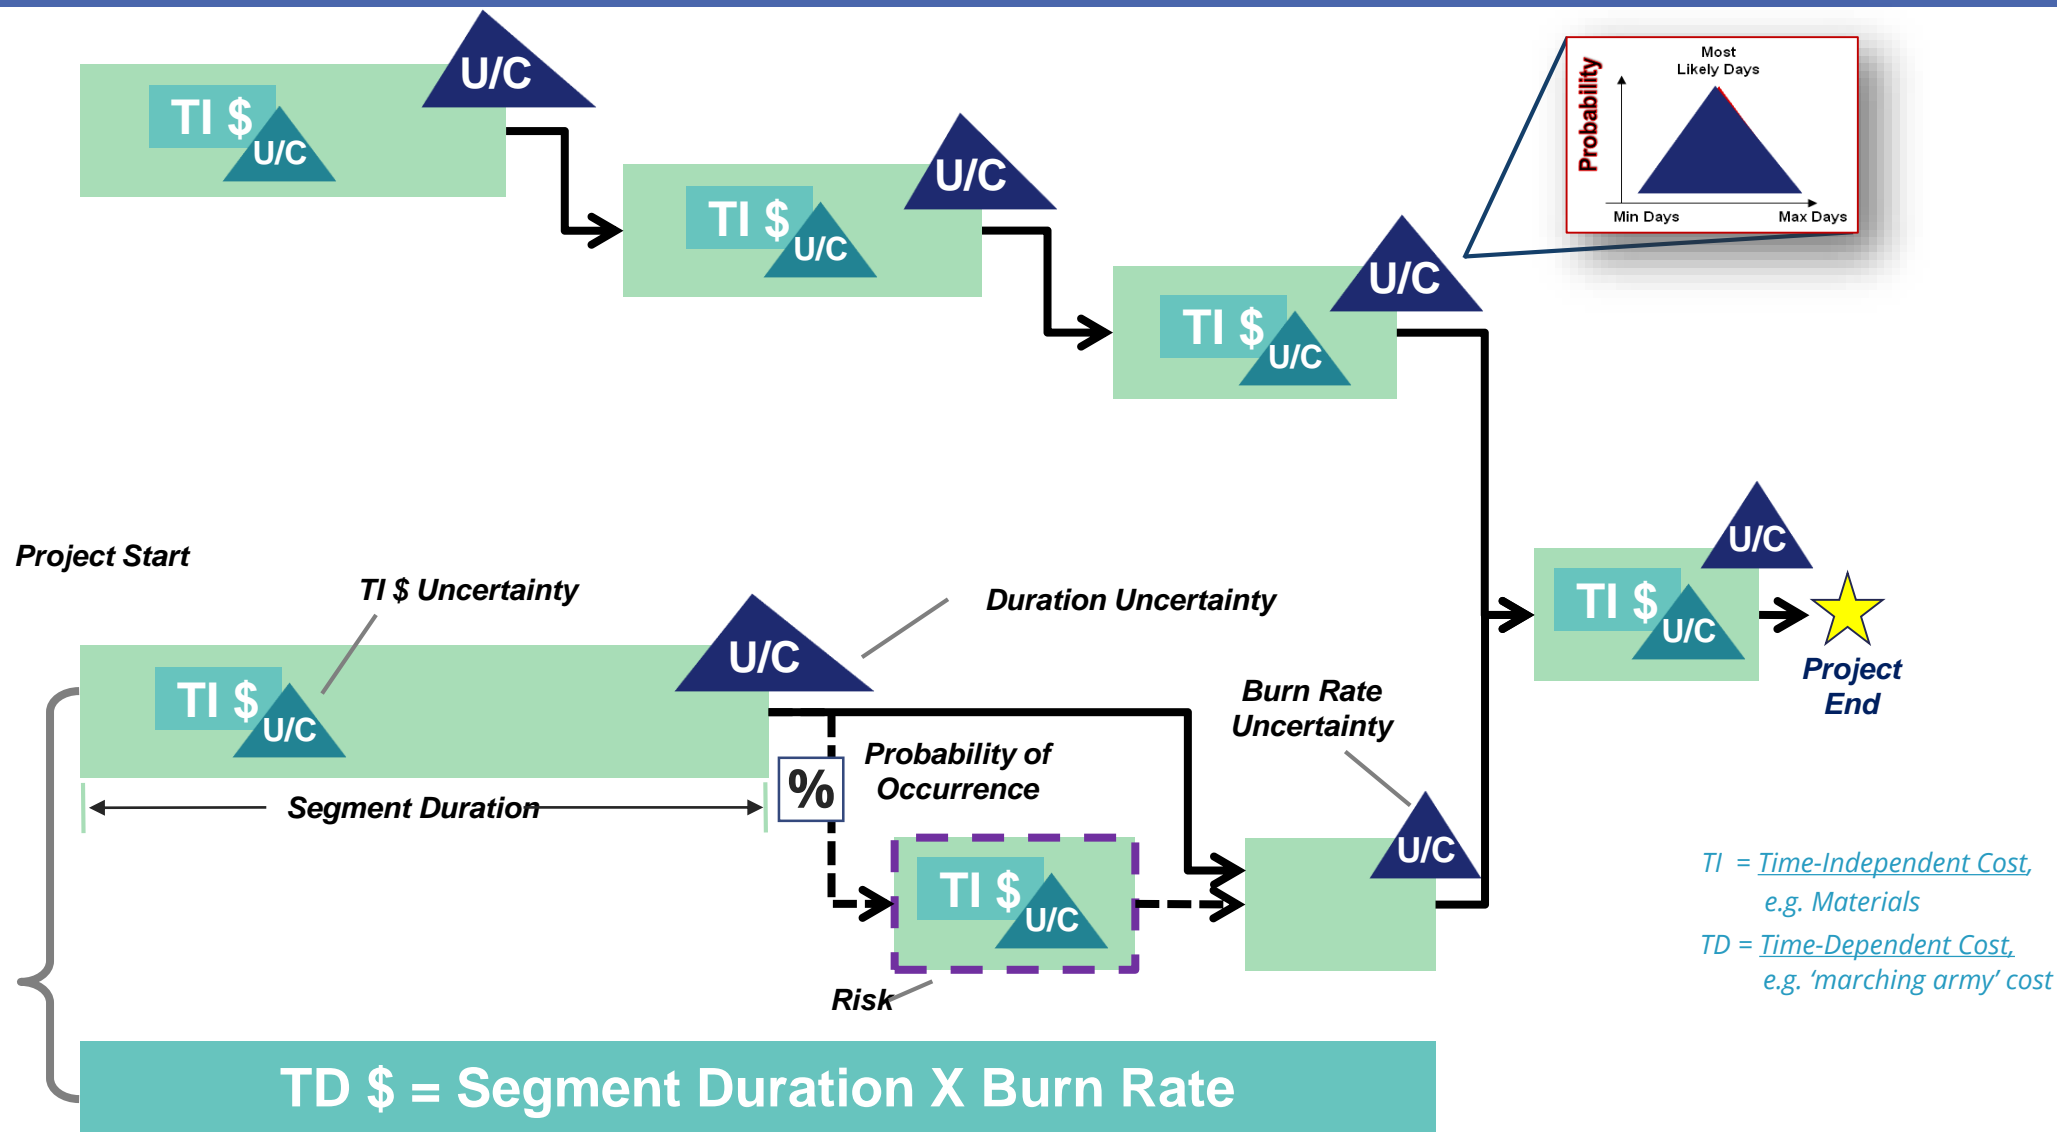 U/C
TI $
U/C
U/C
TI $
U/C
U/C
TI $
U/C
Most
Likely Days
Probability
Min Days
Max Days
Project Start
TI $ Uncertainty
Duration Uncertainty
U/C
TI $
U/C
Segment Duration
%
Probability of
Occurrence
Burn Rate
Uncertainty
U/C
TI $
U/C
Risk
U/C
TI $
U/C
Project
End
TI = Time-Independent Cost,
e.g. Materials
TD = Time-Dependent Cost,
e.g. ‘marching army’ cost
TD $ = Segment Duration X Burn Rate